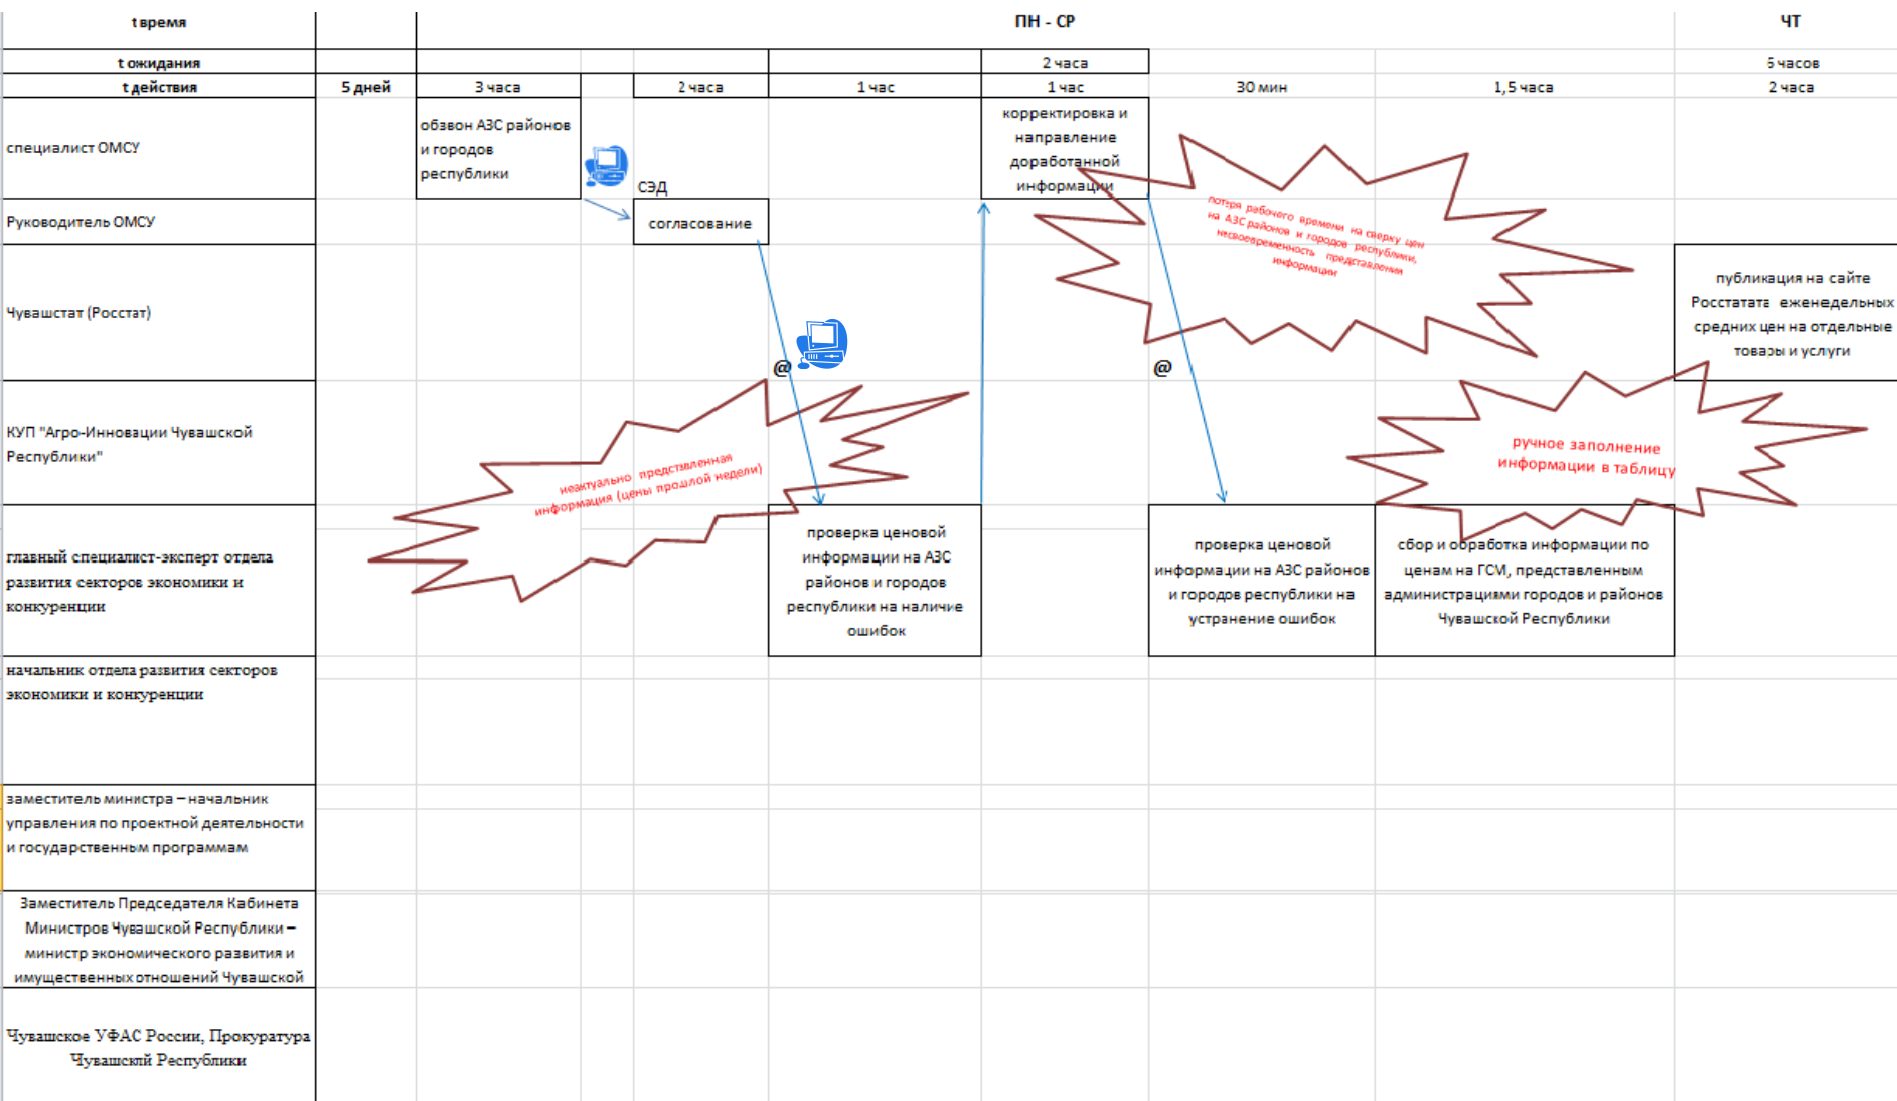 t время
ПН - СР
ЧТ
t ожидания
2 часа
5 часов
t действия
5 дней
3 часа
2 часа
1 час
1 час
30 мин
1,5 часа
2 часа
специалист ОМСУ
обзвон АЗС районов
и городов
республики
СЭД
корректировка и
направление
доработанной
информации
потеря рабочего времени на сверку цен
на АЗС районов и городов республики,
несвоевременность представления
информации
Руководитель ОМСУ
согласование
Чувашстат (Росстат)
@
@
публикация на сайте
Росстатата еженедельных
средних цен на отдельные
товары и услуги
КУП "Агро-Инновации Чувашской
Республики"
неактуально представленная
информация (цены прошлой недели)
ручное заполнение
информации в таблицу
главный специалист-эксперт отдела
развития секторов экономики и
конкуренции
проверка ценовой
информации на АЗС
районов и городов
республики на наличие
ошибок
проверка ценовой
информации на АЗС районов
и городов республики на
устранение ошибок
сбор и обработка информации по
ценам на ГСМ, представленным
администрациями городов и районов
Чувашской Республики
начальник отдела развития секторов
экономики и конкуренции
заместитель министра – начальник
управления по проектной деятельности
и государственным программам
Заместитель Председателя Кабинета
Министров Чувашской Республики –
министр экономического развития и
имущественных отношений Чувашской
Чувашское УФАС России, Прокуратура
Чувашскй Республики